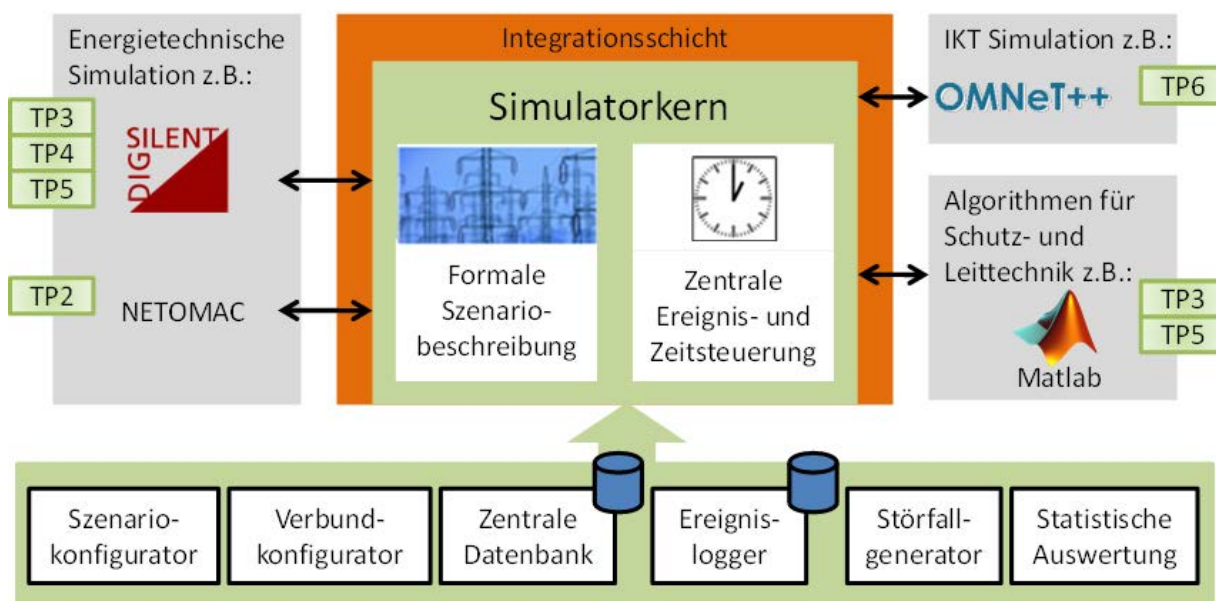 Energietechnische
Simulation z.B.:
TP3
TP4
TP5
DIG
SILENT
TP2
NETOMAC
Integrationsschicht
Simulatorkern
Formale
Szenario-
beschreibung
Zentrale
Ereignis- und
Zeitsteuerung
IKT Simulation z.B.:
OMNeT++
TP6
Algorithmen für
Schutz- und
Leittechnik z.B.:
TP3
TP5
Matlab
Szenario-
konfigurator
Verbund-
konfigurator
Zentrale
Datenbank
Ereignis-
logger
Störfall-
generator
Statistische
Auswertung